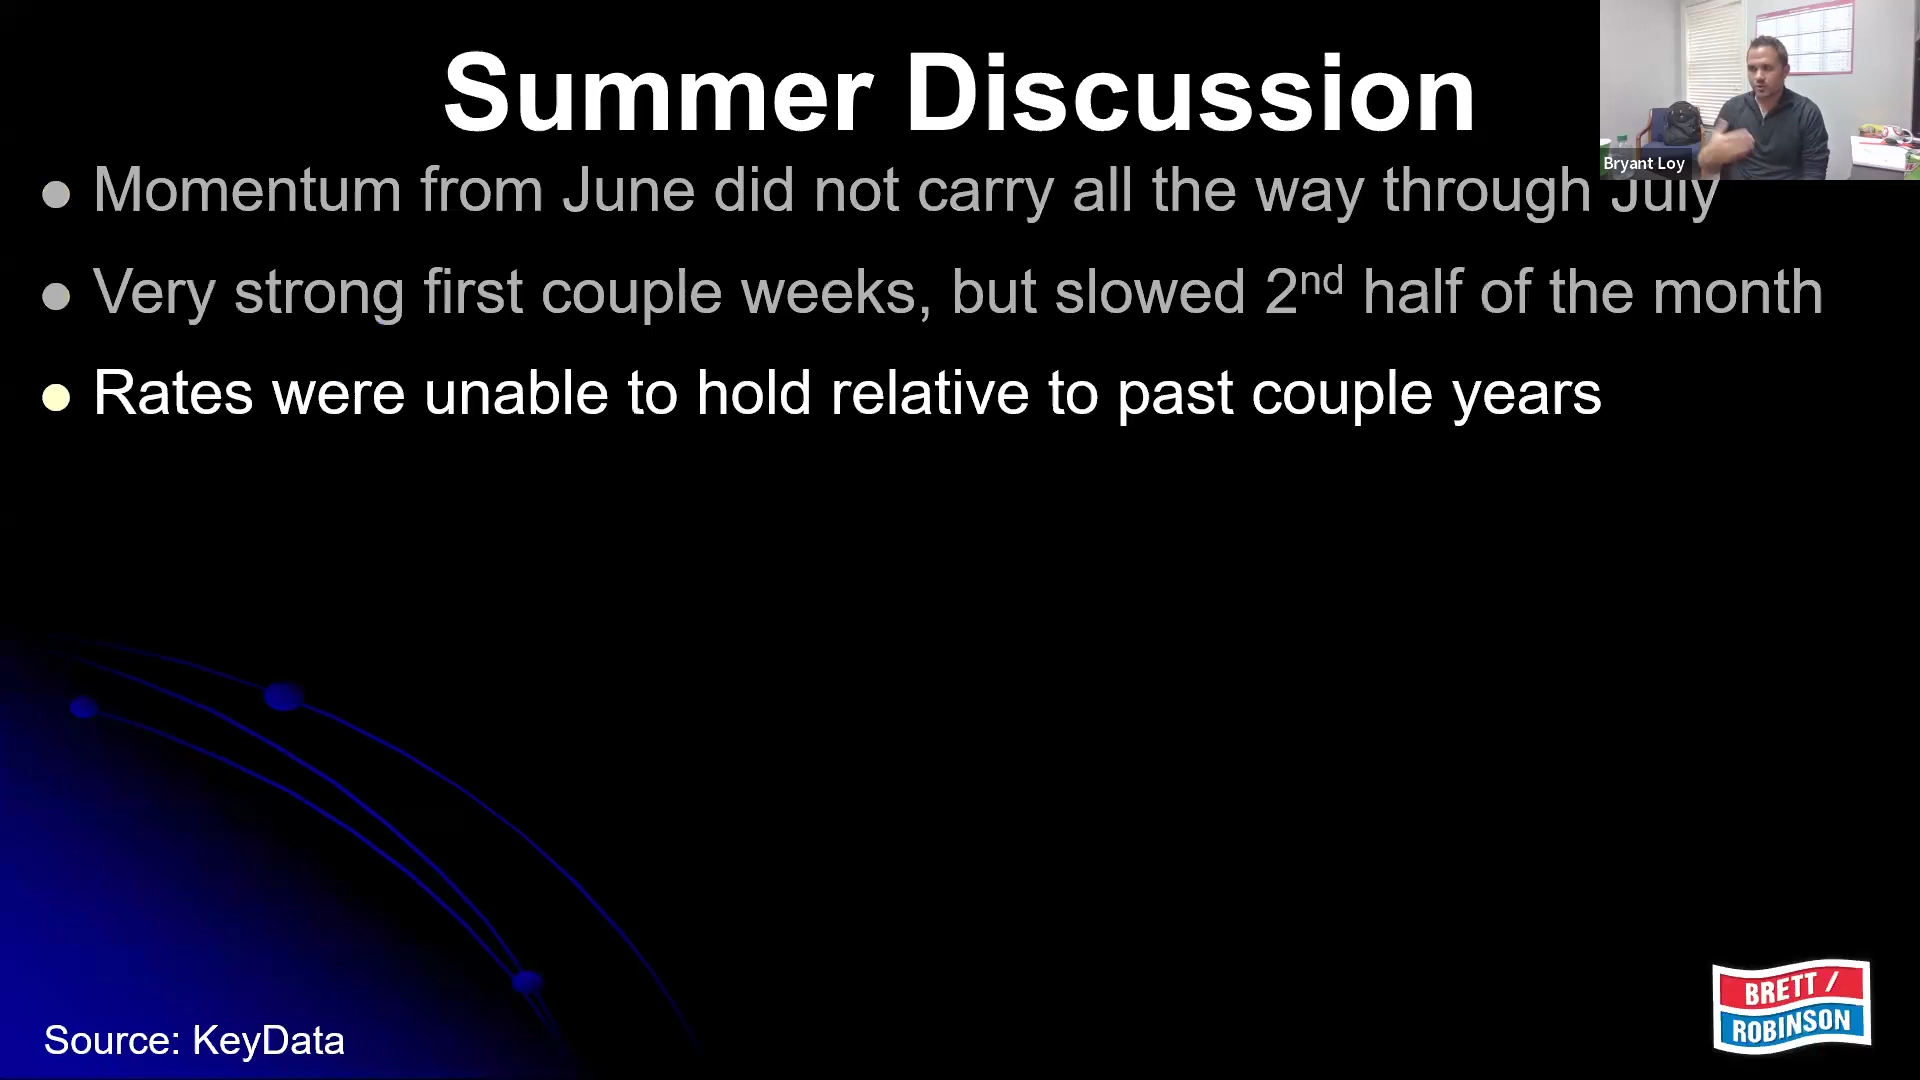 Summer Discussion
Bryant Loy
• Momentum from June did not carry all the way through July
• Very strong first couple weeks, but slowed 2nd half of the month
• Rates were unable to hold relative to past couple years
Source: KeyData
BRETT /
ROBINSON